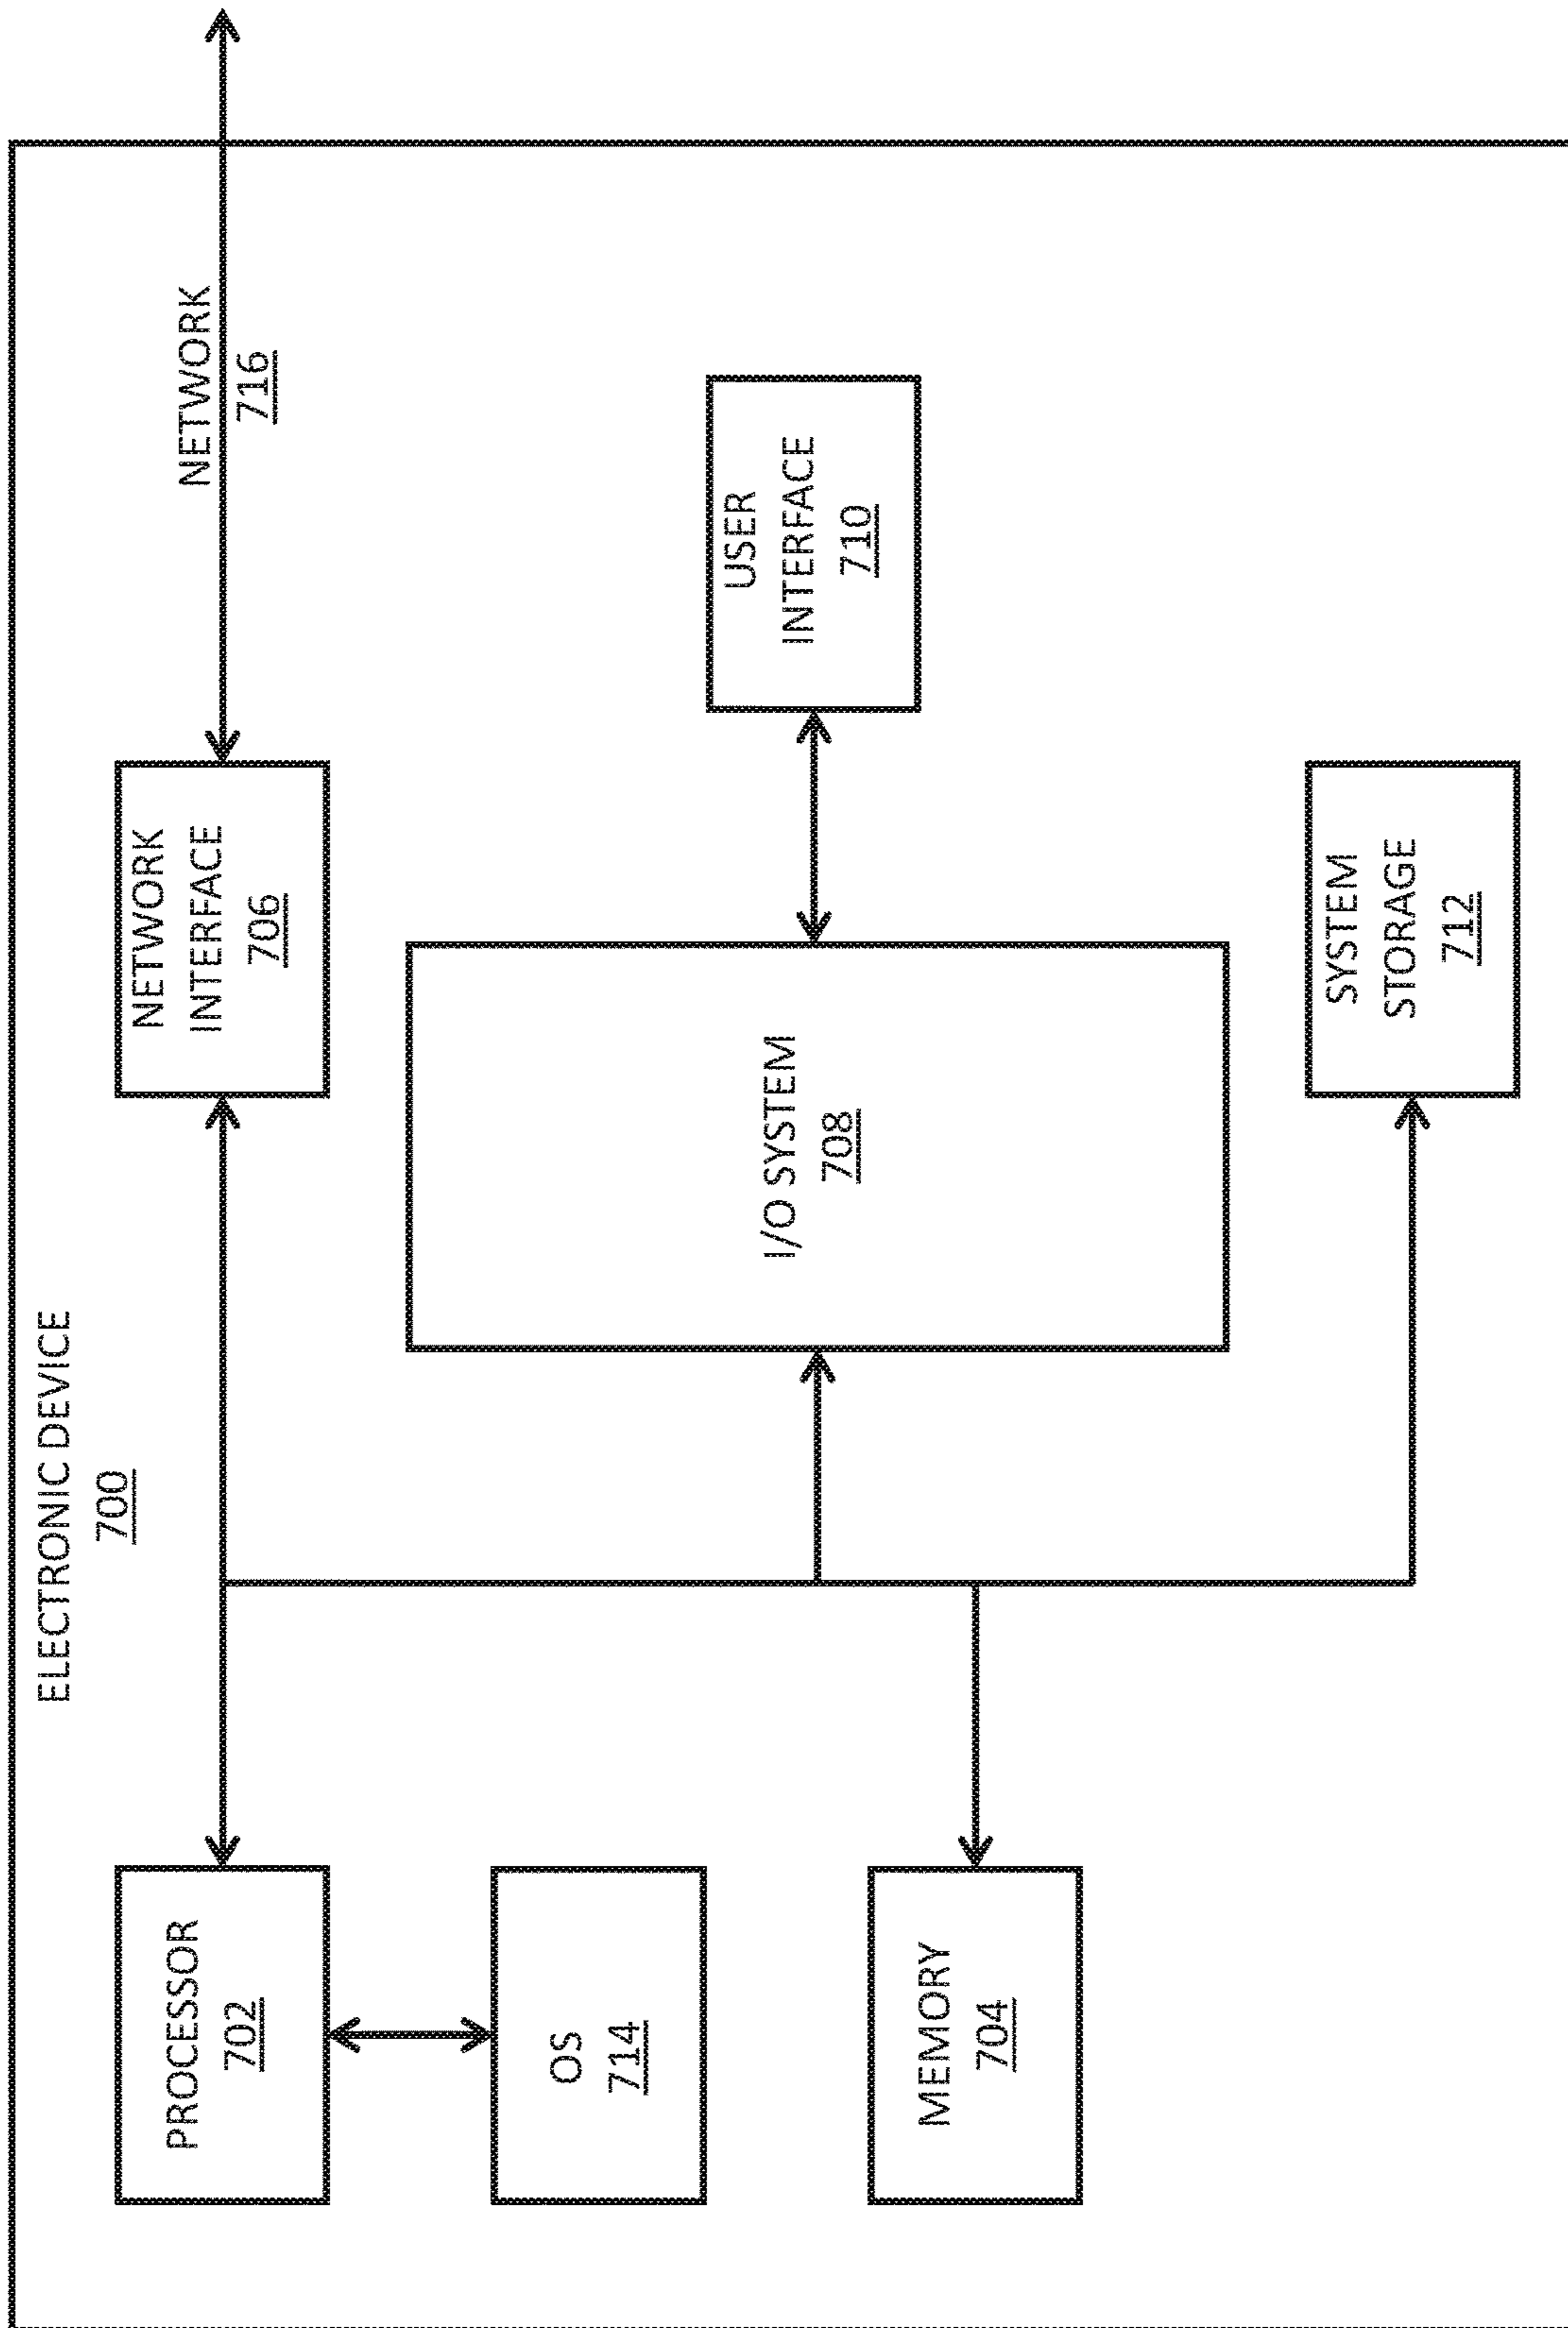 ELECTRONIC DEVICE
700
PROCESSOR
702
OS
714
MEMORY
704
NETWORK
INTERFACE
706
NETWORK
716
I/O SYSTEM
708
USER
INTERFACE
710
SYSTEM
STORAGE
712